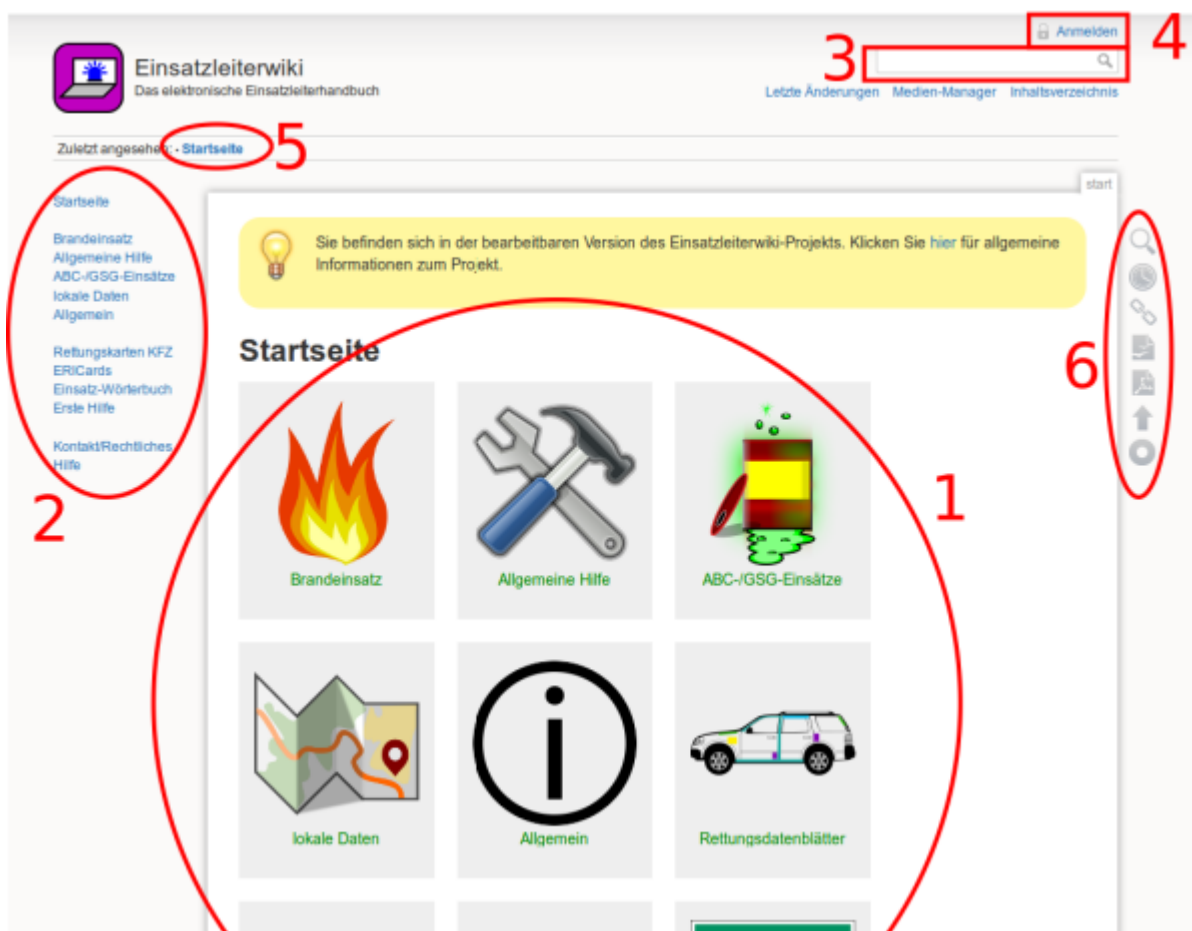 Anmelden
4
3
Einsatzleiterwiki
Das elektronische Einsatzleiterhandbuch
Letzte Änderungen Medien-Manager Inhaltsverzeichnis
Zuletzt angesehen: • Startseite
5
start
Startseite
Brandeinsatz
Allgemeine Hilfe
ABC-/GSG-Einsätze
lokale Daten
Allgemein
Rettungskarten KFZ
ERICards
Einsatz-Wörterbuch
Erste Hilfe
Kontakt/Rechtliches
Hilfe
2
Sie befinden sich in der bearbeitbaren Version des Einsatzleiterwiki-Projekts. Klicken Sie hier für allgemeine
Informationen zum Projekt.
Startseite
6
1
Brandeinsatz
Allgemeine Hilfe
ABC-/GSG-Einsätze
lokale Daten
Allgemein
Rettungsdatenblätter